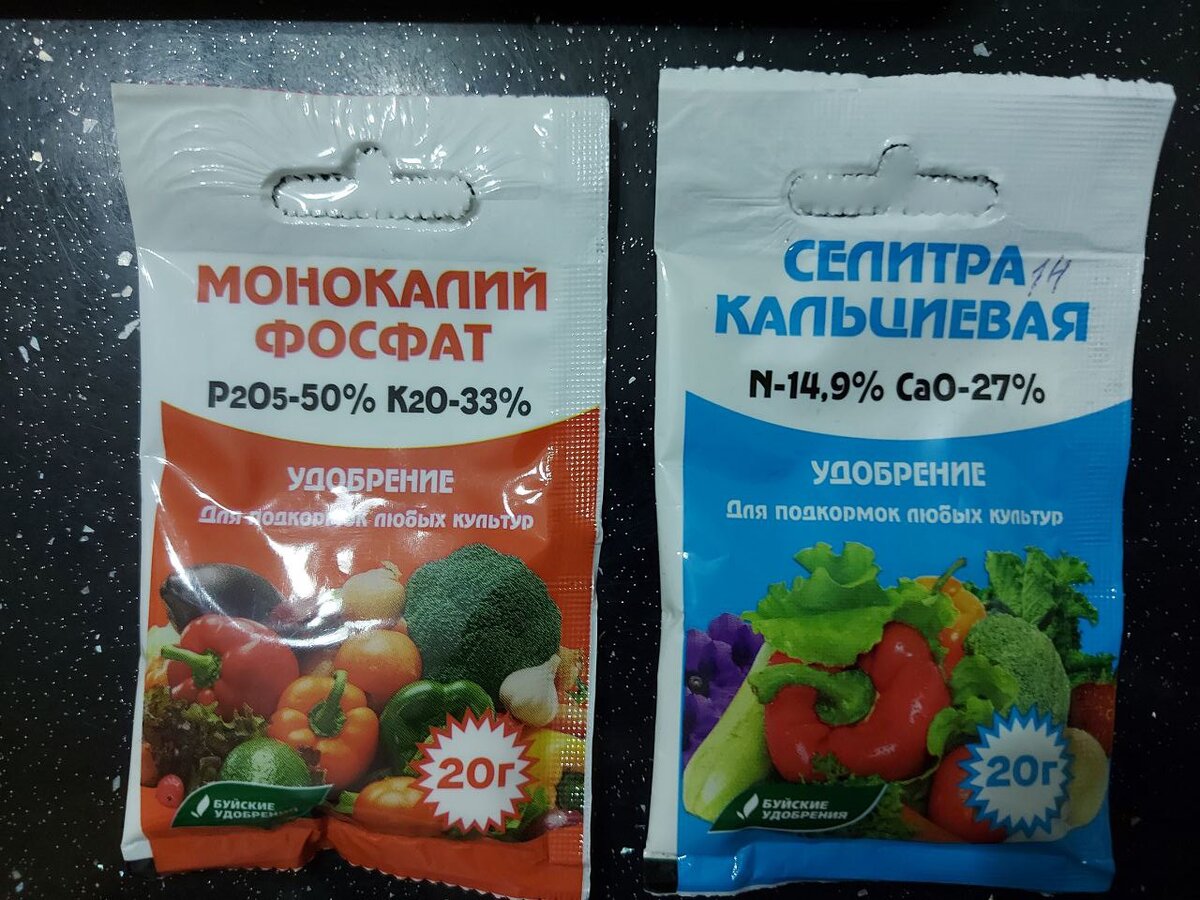 МОНОКАЛИЙ
ФОСФАТ
P2O5-50% K2O-33%
УДОБРЕНИЕ
Для подкормок любых культур
20г
БУЙСКИЕ
УДОБРЕНИЯ
СЕЛИТРА 14
КАЛЬЦИЕВАЯ
N-14,9% CaO-27%
УДОБРЕНИЕ
Для подкормок любых культур
20г
БУЙСКИЕ
УДОБРЕНИЯ